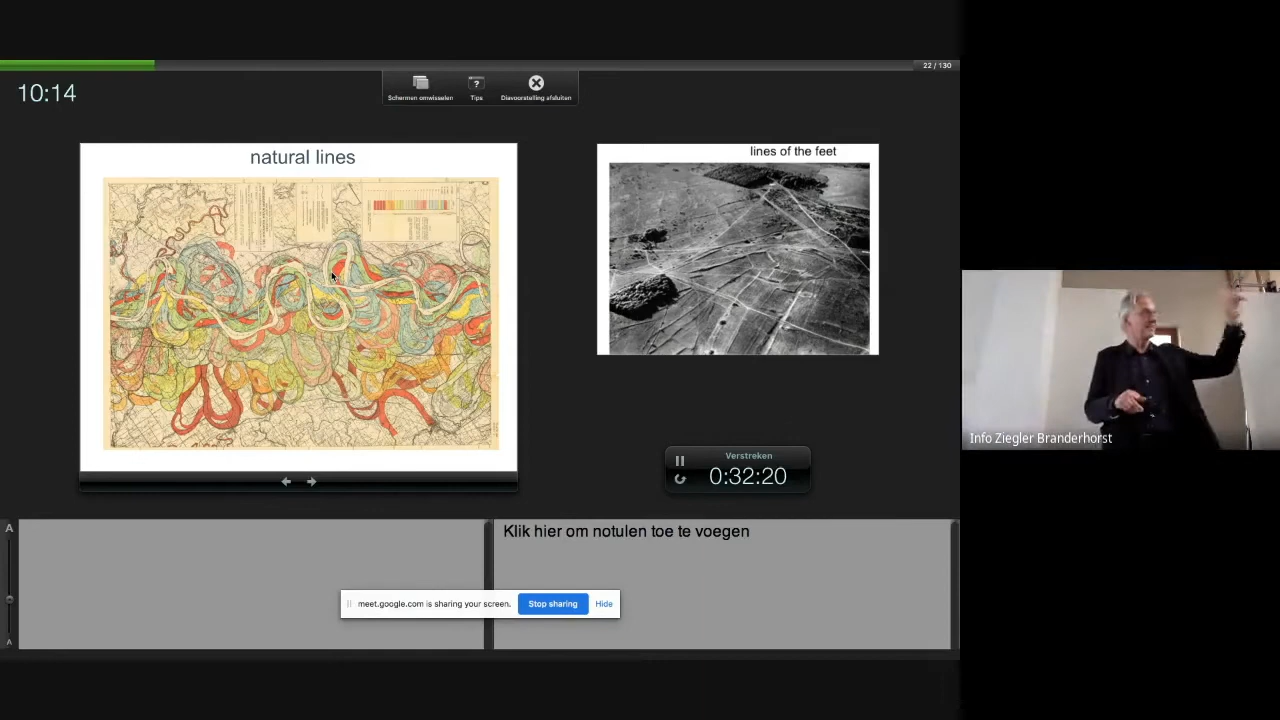 22 / 130
10:14
Schermen omwisselen
Tips
Diavoorstelling afsluiten
natural lines
lines of the feet
Info Ziegler Branderhorst
Verstreken
0:32:20
A
Klik hier om notulen toe te voegen
meet.google.com is sharing your screen.
Stop sharing
Hide
A